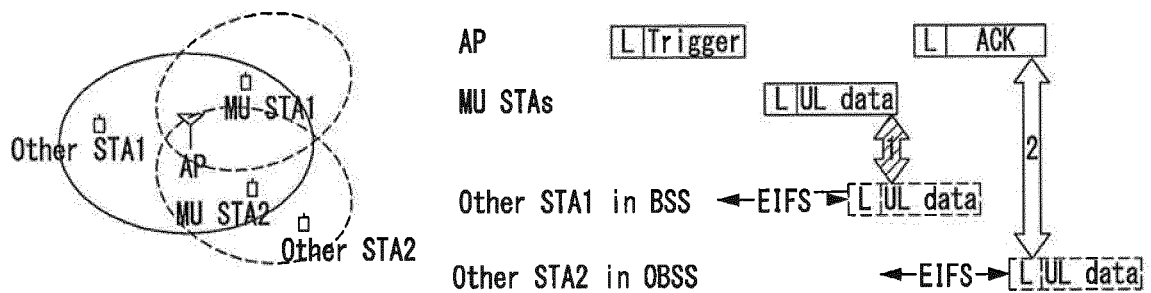 MU STA1
Other STA1
AP
MU STA2
Other STA2
AP L Trigger L ACK
MU STAs L UL data
1
2
Other STA1 in BSS EIFS L UL data
Other STA2 in OBSS EIFS L UL data